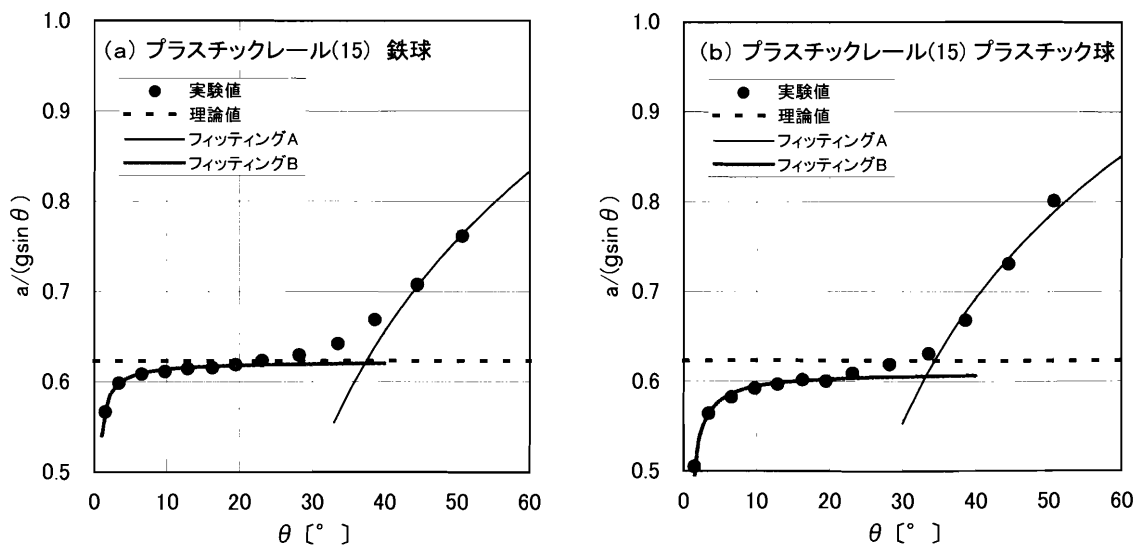 (a) プラスチックレール(15) 鉄球
実験値
理論値
フィッティングA
フィッティングB
1.0
0.9
0.8
0.7
0.6
0.5
a/(gsinθ)
0 10 20 30 40 50 60
θ〔°〕
(b) プラスチックレール(15) プラスチック球
実験値
理論値
フィッティングA
フィッティングB
1.0
0.9
0.8
0.7
0.6
0.5
a/(gsinθ)
0 10 20 30 40 50 60
θ〔°〕